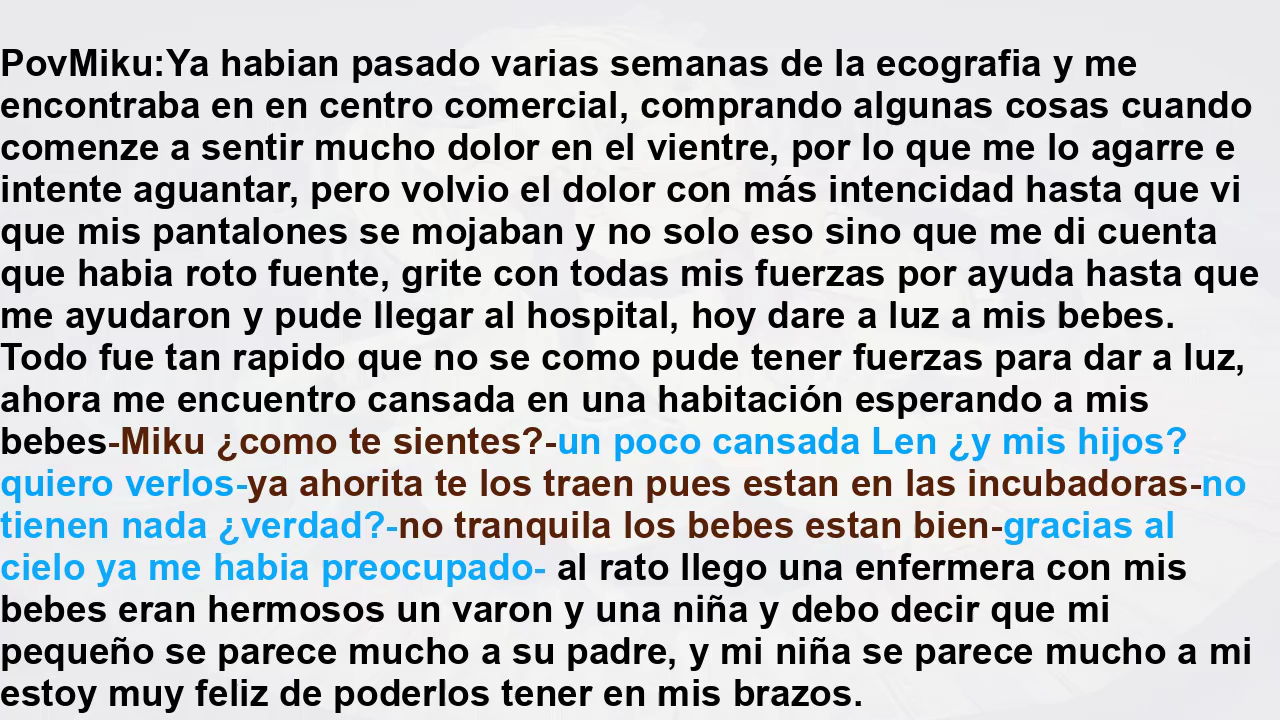 PovMiku:Ya habian pasado varias semanas de la ecografia y me
encontraba en en centro comercial, comprando algunas cosas cuando
comenze a sentir mucho dolor en el vientre, por lo que me lo agarre e
intente aguantar, pero volvio el dolor con más intencidad hasta que vi
que mis pantalones se mojaban y no solo eso sino que me di cuenta
que habia roto fuente, grite con todas mis fuerzas por ayuda hasta que
me ayudaron y pude llegar al hospital, hoy dare a luz a mis bebes.
Todo fue tan rapido que no se como pude tener fuerzas para dar a luz,
ahora me encuentro cansada en una habitación esperando a mis
bebes-Miku ¿como te sientes?-un poco cansada Len ¿y mis hijos?
quiero verlos-ya ahorita te los traen pues estan en las incubadoras-no
tienen nada ¿verdad?-no tranquila los bebes estan bien-gracias al
cielo ya me habia preocupado- al rato llego una enfermera con mis
bebes eran hermosos un varon y una niña y debo decir que mi
pequeño se parece mucho a su padre, y mi niña se parece mucho a mi
estoy muy feliz de poderlos tener en mis brazos.